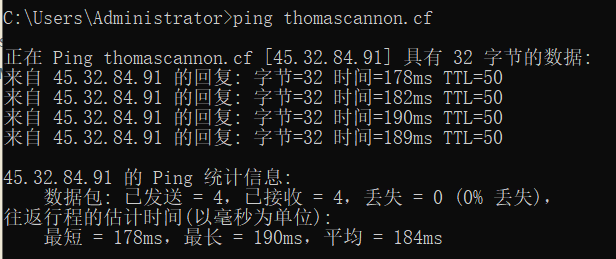 C:\Users\Administrator>ping thomascannon.cf
正在 Ping thomascannon.cf [45.32.84.91] 具有 32 字节的数据:
来自 45.32.84.91 的回复: 字节=32 时间=178ms TTL=50
来自 45.32.84.91 的回复: 字节=32 时间=182ms TTL=50
来自 45.32.84.91 的回复: 字节=32 时间=190ms TTL=50
来自 45.32.84.91 的回复: 字节=32 时间=189ms TTL=50
45.32.84.91 的 Ping 统计信息:
数据包: 已发送 = 4，已接收 = 4，丢失 = 0 (0% 丢失)，
往返行程的估计时间(以毫秒为单位):
最短 = 178ms，最长 = 190ms，平均 = 184ms